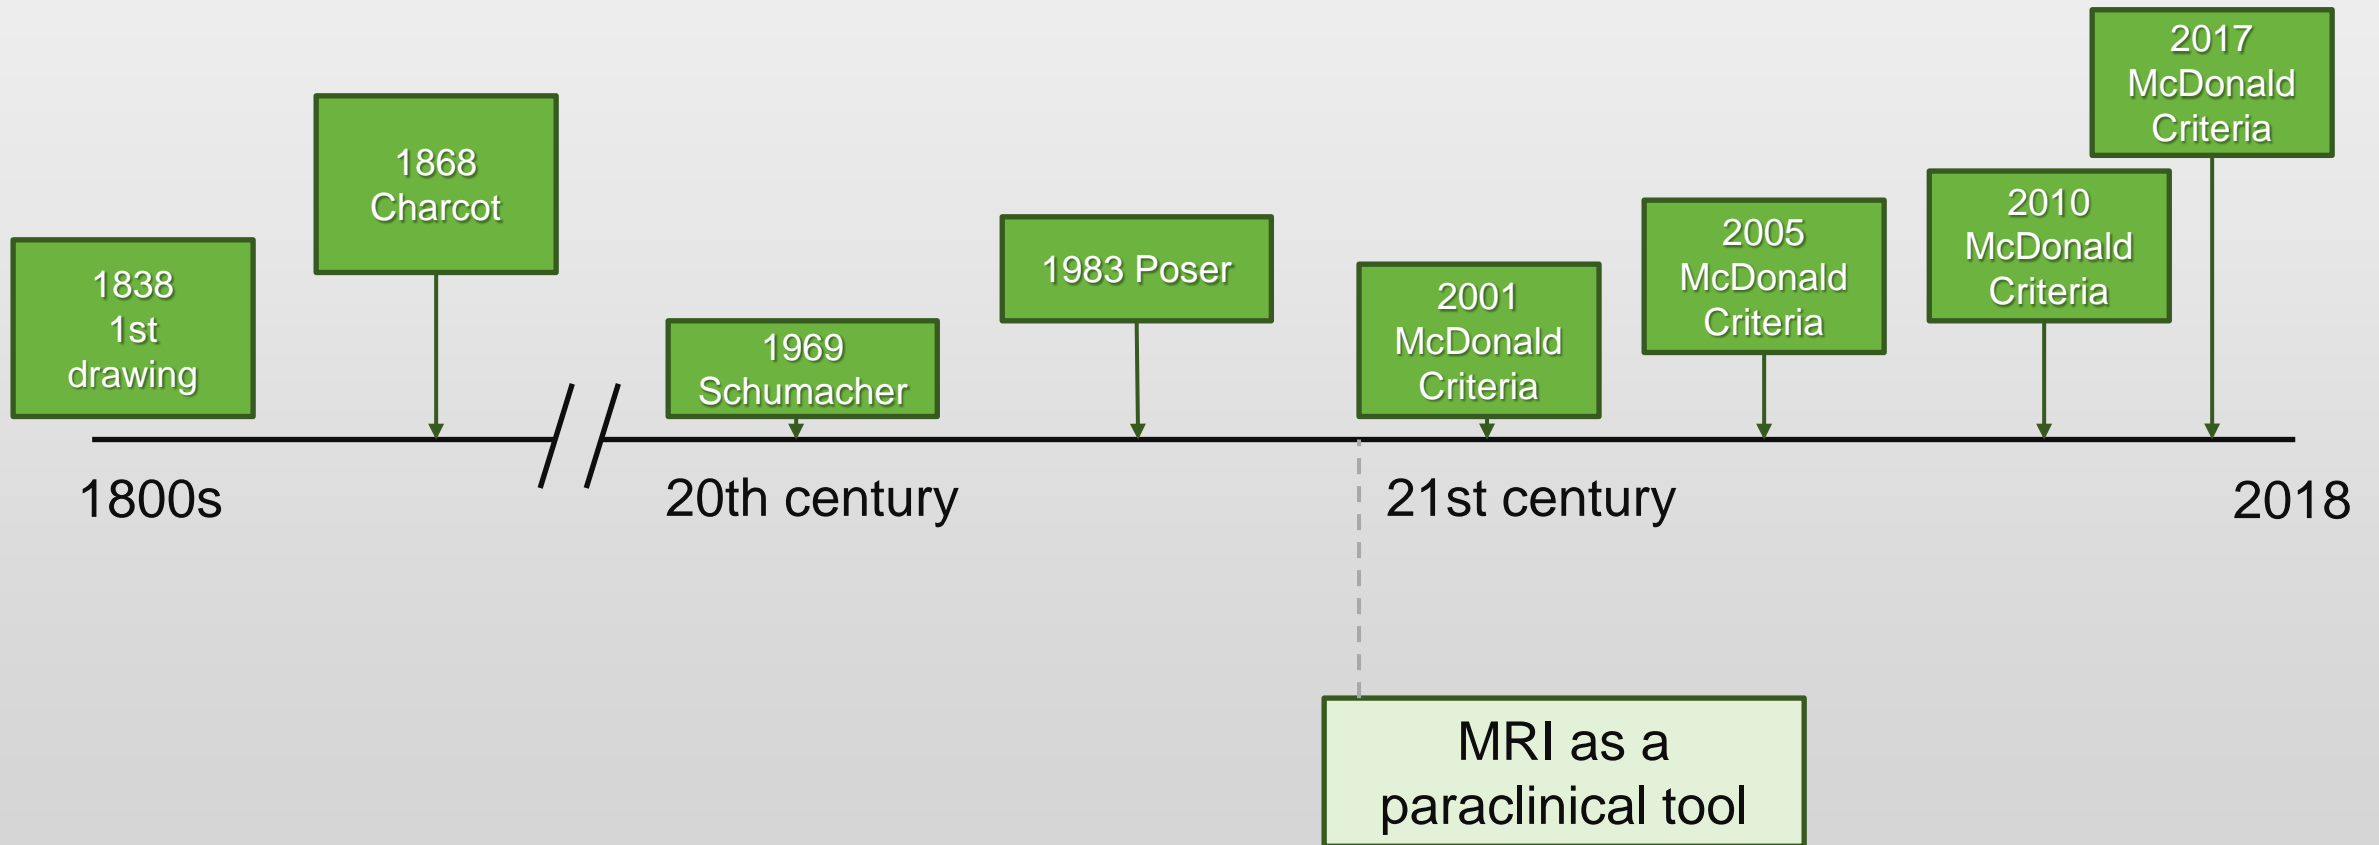 1838
1st
drawing
1868
Charcot
1969
Schumacher
1983 Poser
2001
McDonald
Criteria
2005
McDonald
Criteria
2010
McDonald
Criteria
2017
McDonald
Criteria
1800s
20th century
21st century
2018
MRI as a
paraclinical tool